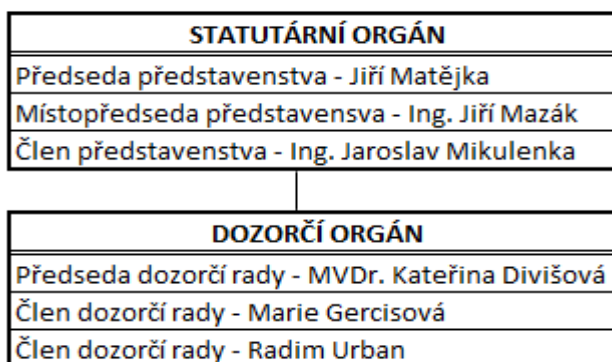 STATUTÁRNÍ ORGÁN
Předseda představenstva - Jiří Matějka
Místopředseda představensva - Ing. Jiří Mazák
Člen představenstva - Ing. Jaroslav Mikulenka
DOZORČÍ ORGÁN
Předseda dozorčí rady - MVDr. Kateřina Divišová
Člen dozorčí rady - Marie Gercisová
Člen dozorčí rady - Radim Urban